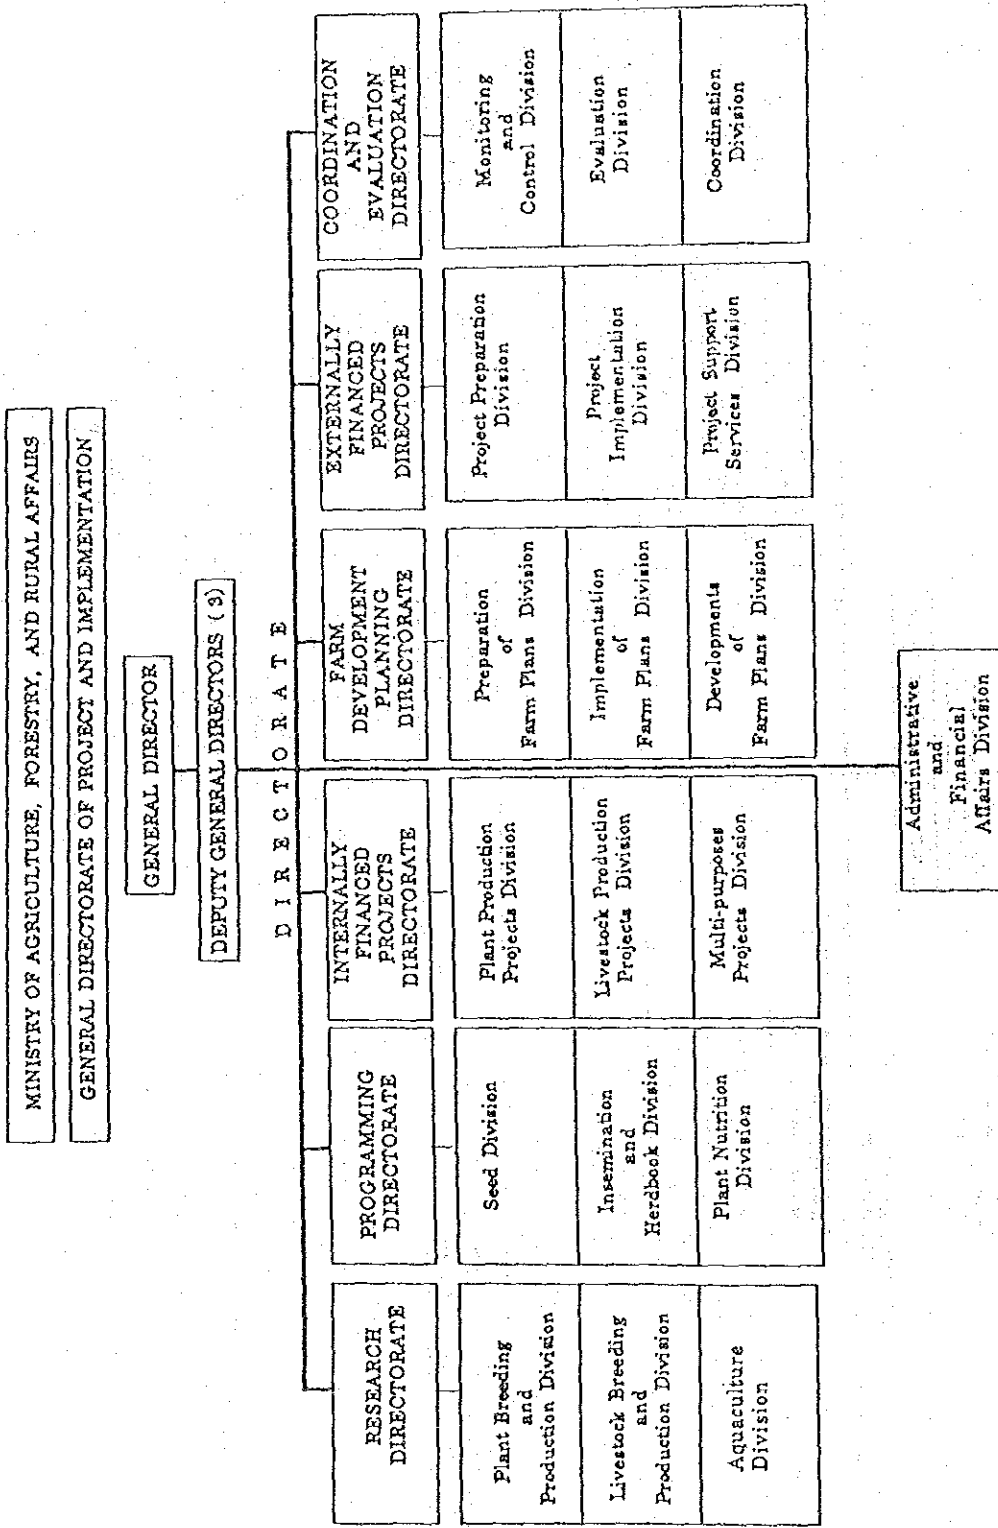 MINISTRY OF AGRICULTURE, FORESTRY, AND RURAL AFFAIRS
GENERAL DIRECTORATE OF PROJECT AND IMPLEMENTATION
GENERAL DIRECTOR
DEPUTY GENERAL DIRECTORS ( 3 )
D I R E C T O R A T E
RESEARCH
DIRECTORATE
Plant Breeding
and
Production Division
Livestock Breeding
and
Production Division
Aquaculture
Division
PROGRAMMING
DIRECTORATE
Seed Division
Insemination
and
Herdbook Division
Plant Nutrition
Division
INTERNALLY
FINANCED
PROJECTS
DIRECTORATE
Plant Production
Projects Division
Livestock Production
Projects Division
Multi-purposes
Projects Division
FARM
DEVELOPMENT
PLANNING
DIRECTORATE
Preparation
of
Farm Plans Division
Implementation
of
Farm Plans Division
Developments
of
Farm Plans Division
EXTERNALLY
FINANCED
PROJECTS
DIRECTORATE
Project Preparation
Division
Project
Implementation
Division
Project Support
Services Division
COORDINATION
AND
EVALUATION
DIRECTORATE
Monitoring
and
Control Division
Evaluation
Division
Coordination
Division
Administrative
and
Financial
Affairs Division